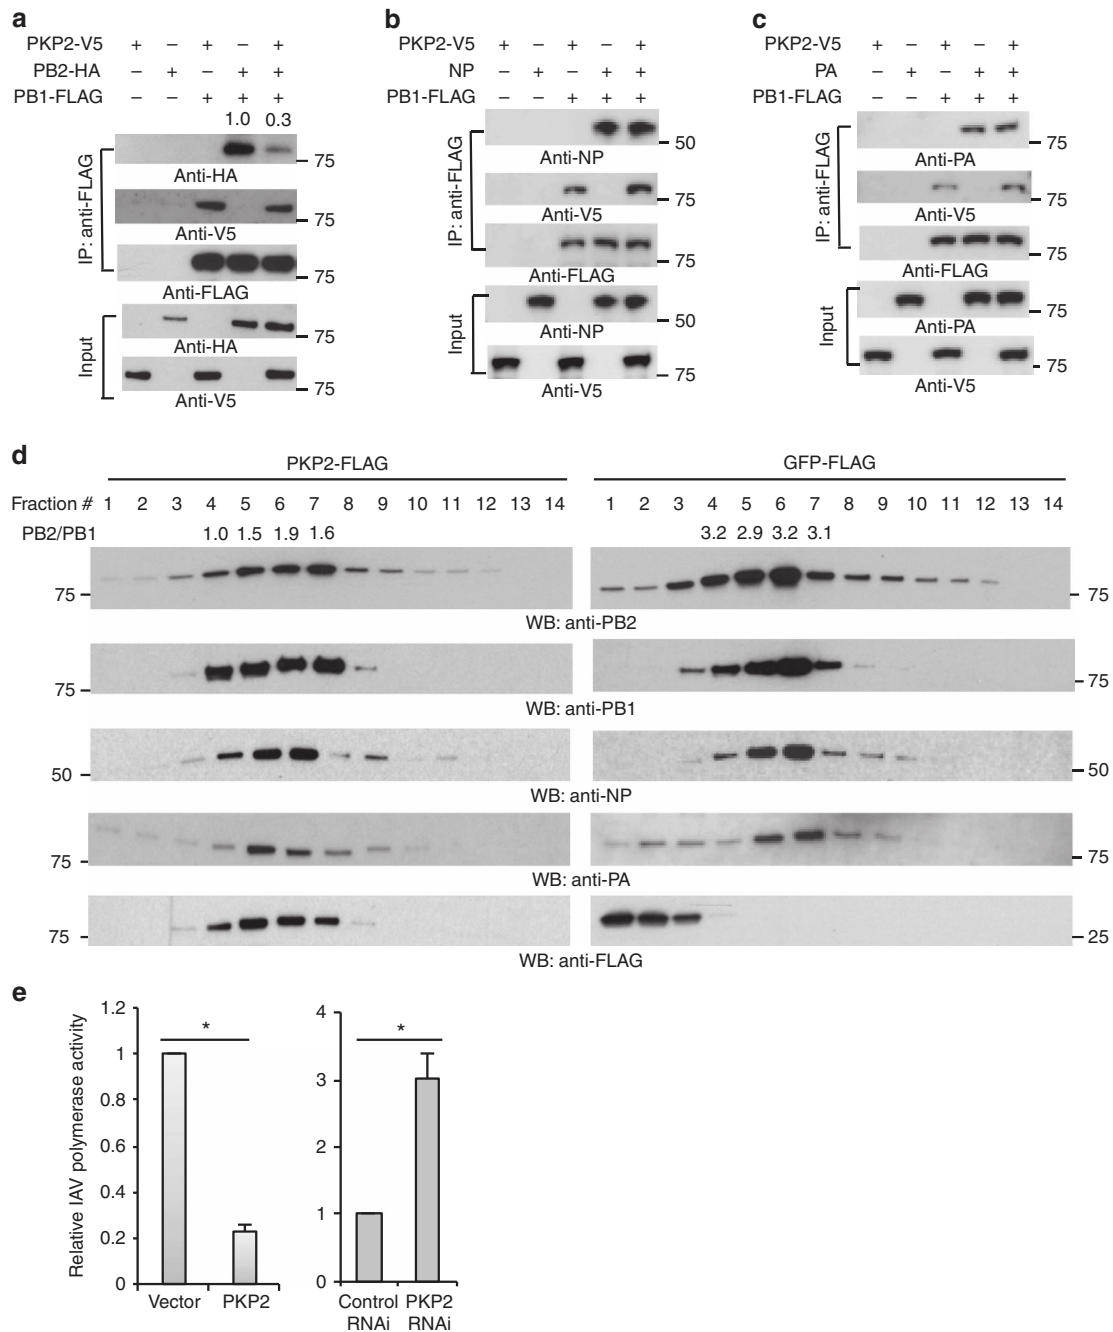 a
PKP2-V5 + – + – +
PB2-HA – + – + +
PB1-FLAG – – + + +
1.0 0.3
IP: anti-FLAG
75
Anti-HA
75
Anti-V5
75
Anti-FLAG
Input
75
Anti-HA
75
Anti-V5
b
PKP2-V5 + – + – +
NP – + – + +
PB1-FLAG – – + + +
IP: anti-FLAG
50
Anti-NP
75
Anti-V5
75
Anti-FLAG
Input
50
Anti-NP
75
Anti-V5
c
PKP2-V5 + – + – +
PA – + – + +
PB1-FLAG – – + + +
IP: anti-FLAG
75
Anti-PA
75
Anti-V5
75
Anti-FLAG
Input
75
Anti-PA
75
Anti-V5
d
PKP2-FLAG GFP-FLAG
Fraction # 1 2 3 4 5 6 7 8 9 10 11 12 13 14 1 2 3 4 5 6 7 8 9 10 11 12 13 14
PB2/PB1 1.0 1.5 1.9 1.6 3.2 2.9 3.2 3.1
75 75
WB: anti-PB2
75 75
WB: anti-PB1
50 50
WB: anti-NP
75 75
WB: anti-PA
75 25
WB: anti-FLAG
e
Relative IAV polymerase activity
1.2
1
0.8
0.6
0.4
0.2
0
*
Vector PKP2
4
3
2
1
0
*
Control RNAi
PKP2 RNAi